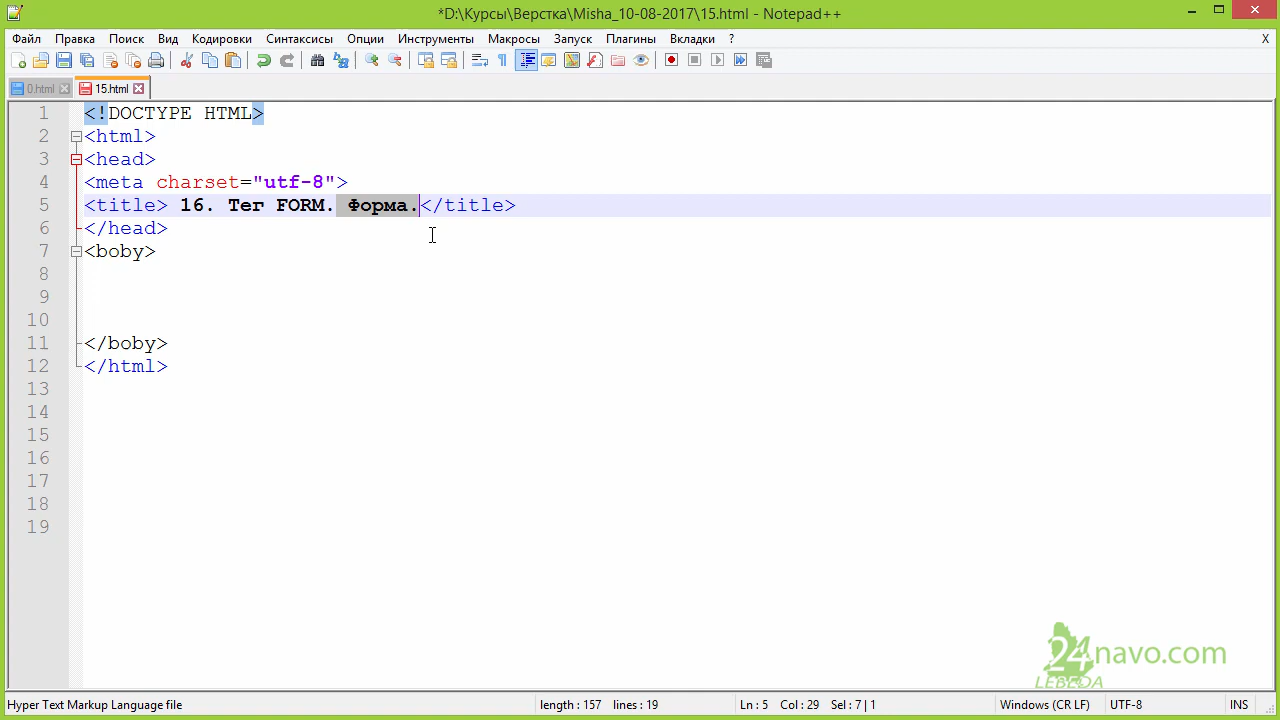 *D:\Курсы\Верстка\Misha_10-08-2017\15.html - Notepad++
Файл Правка Поиск Вид Кодировки Синтаксисы Опции Инструменты Макросы Запуск Плагины Вкладки ? X
0.html 15.html
1 <!DOCTYPE HTML>
2 <html>
3 <head>
4 <meta charset="utf-8">
5 <title> 16. Тег FORM. Форма.</title>
6 </head>
7 <boby>
8
9
10
11 </boby>
12 </html>
13
14
15
16
17
18
19
24navo.com
LEBEDA
Hyper Text Markup Language file length : 157 lines : 19 Ln : 5 Col : 29 Sel : 7 | 1 Windows (CR LF) UTF-8 INS